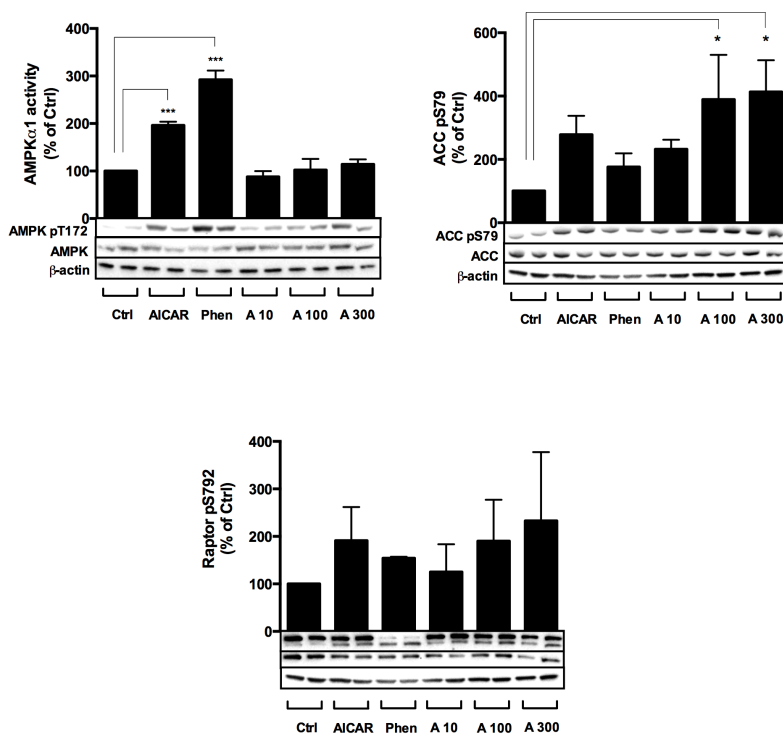 AMPKα1 activity
(% of Ctrl)
400
300
200
100
0
***
***
AMPK pT172
AMPK
β-actin
Ctrl AICAR Phen A 10 A 100 A 300
ACC pS79
(% of Ctrl)
600
400
200
0
*
*
ACC pS79
ACC
β-actin
Ctrl AICAR Phen A 10 A 100 A 300
Raptor pS792
(% of Ctrl)
400
300
200
100
0
Ctrl AICAR Phen A 10 A 100 A 300